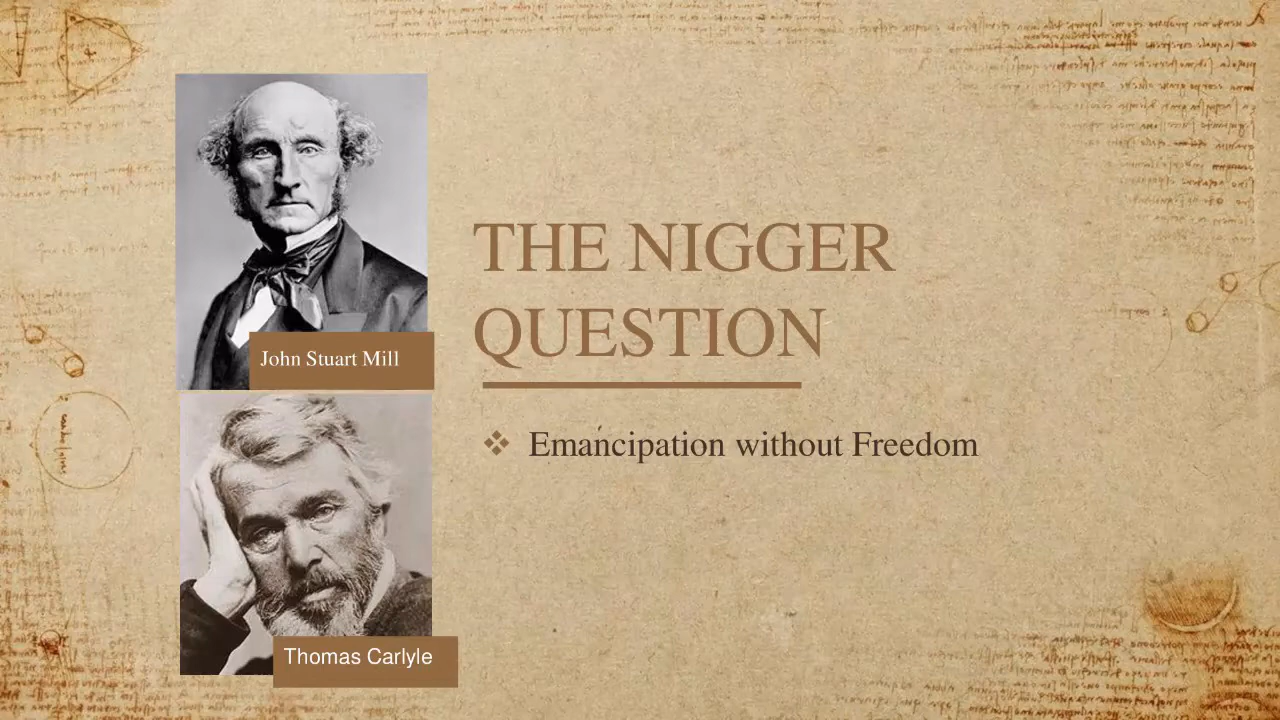 John Stuart Mill
THE NIGGER
QUESTION
Emancipation without Freedom
Thomas Carlyle